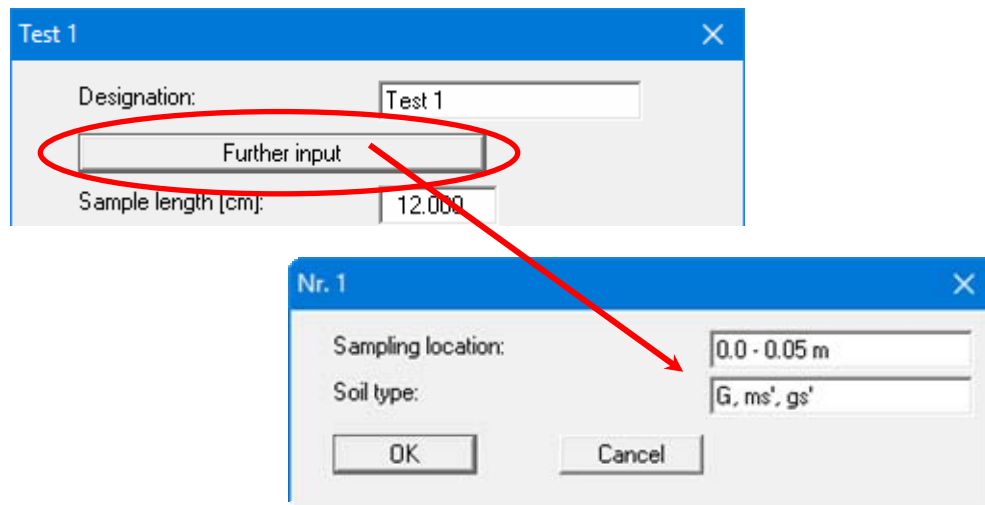 Test 1
Designation: Test 1
Further input
Sample length [cm]: 12.000
Nr. 1
Sampling location: 0.0 - 0.05 m
Soil type: G, ms', gs'
OK Cancel